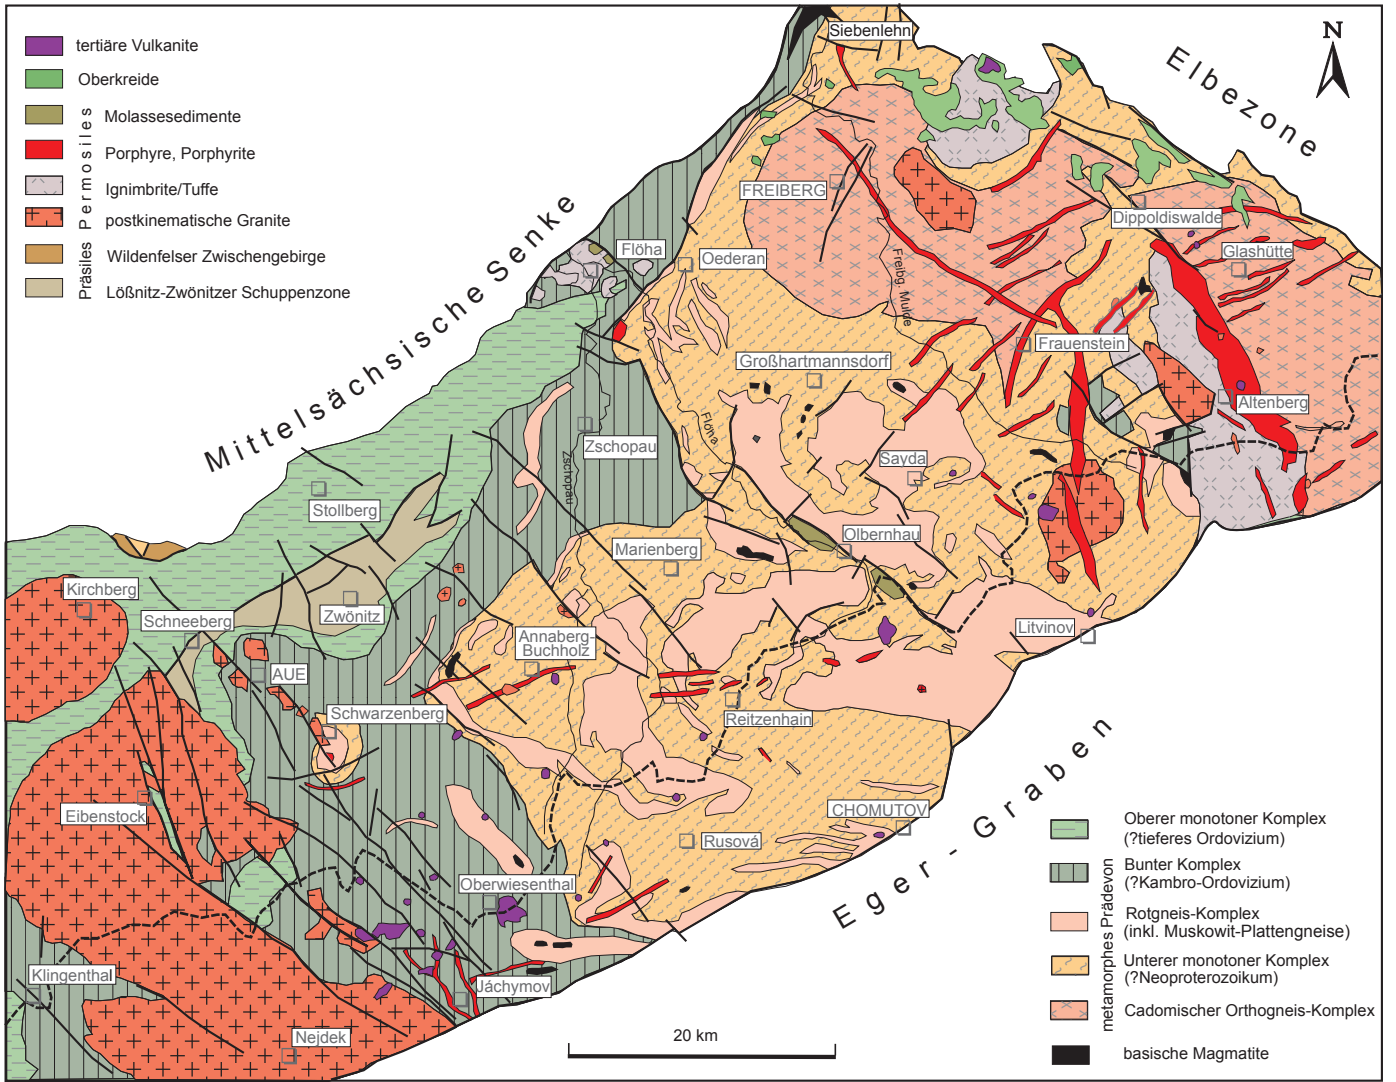 tertiäre Vulkanite
Oberkreide
Permosiles
Molassesedimente
Porphyre, Porphyrite
Ignimbrite/Tuffe
postkinematische Granite
Präsiles
Wildenfelser Zwischengebirge
Lößnitz-Zwönitzer Schuppenzone
N
Elbezone
Mittelsächsische Senke
Eger-Graben
Siebenlehn
FREIBERG
Dippoldiswalde
Flöha
Oederan
Glashütte
Freibg. Mulde
Frauenstein
Großhartmannsdorf
Altenberg
Flöha
Zschopau
Zschopau
Sayda
Stollberg
Olbernhau
Marienberg
Kirchberg
Zwönitz
Schneeberg
Annaberg-
Buchholz
Litvinov
AUE
Schwarzenberg
Reitzenhain
Eibenstock
CHOMUTOV
Rusová
Oberwiesenthal
Klingenthal
Jáchymov
Nejdek
20 km
metamorphes Prädevon
Oberer monotoner Komplex
(?tieferes Ordovizium)
Bunter Komplex
(?Kambro-Ordovizium)
Rotgneis-Komplex
(inkl. Muskowit-Plattengneise)
Unterer monotoner Komplex
(?Neoproterozoikum)
Cadomischer Orthogneis-Komplex
basische Magmatite